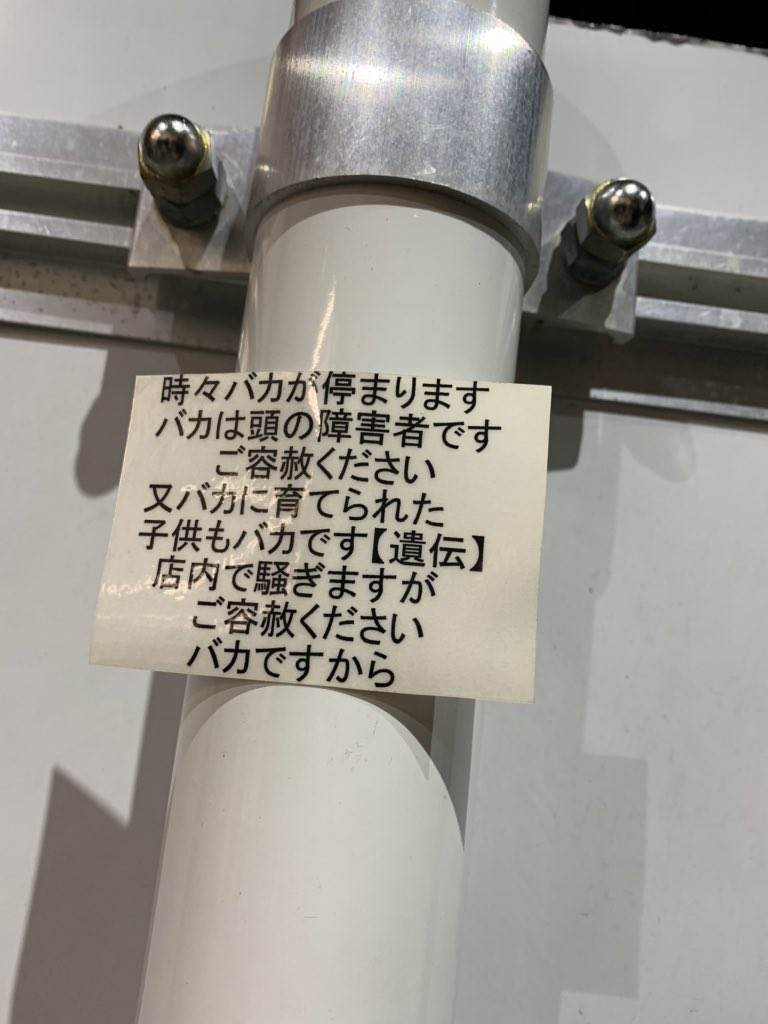 時々バカが停まります
バカは頭の障害者です
ご容赦ください
又バカに育てられた
子供もバカです【遺伝】
店内で騒ぎますが
ご容赦ください
バカですから